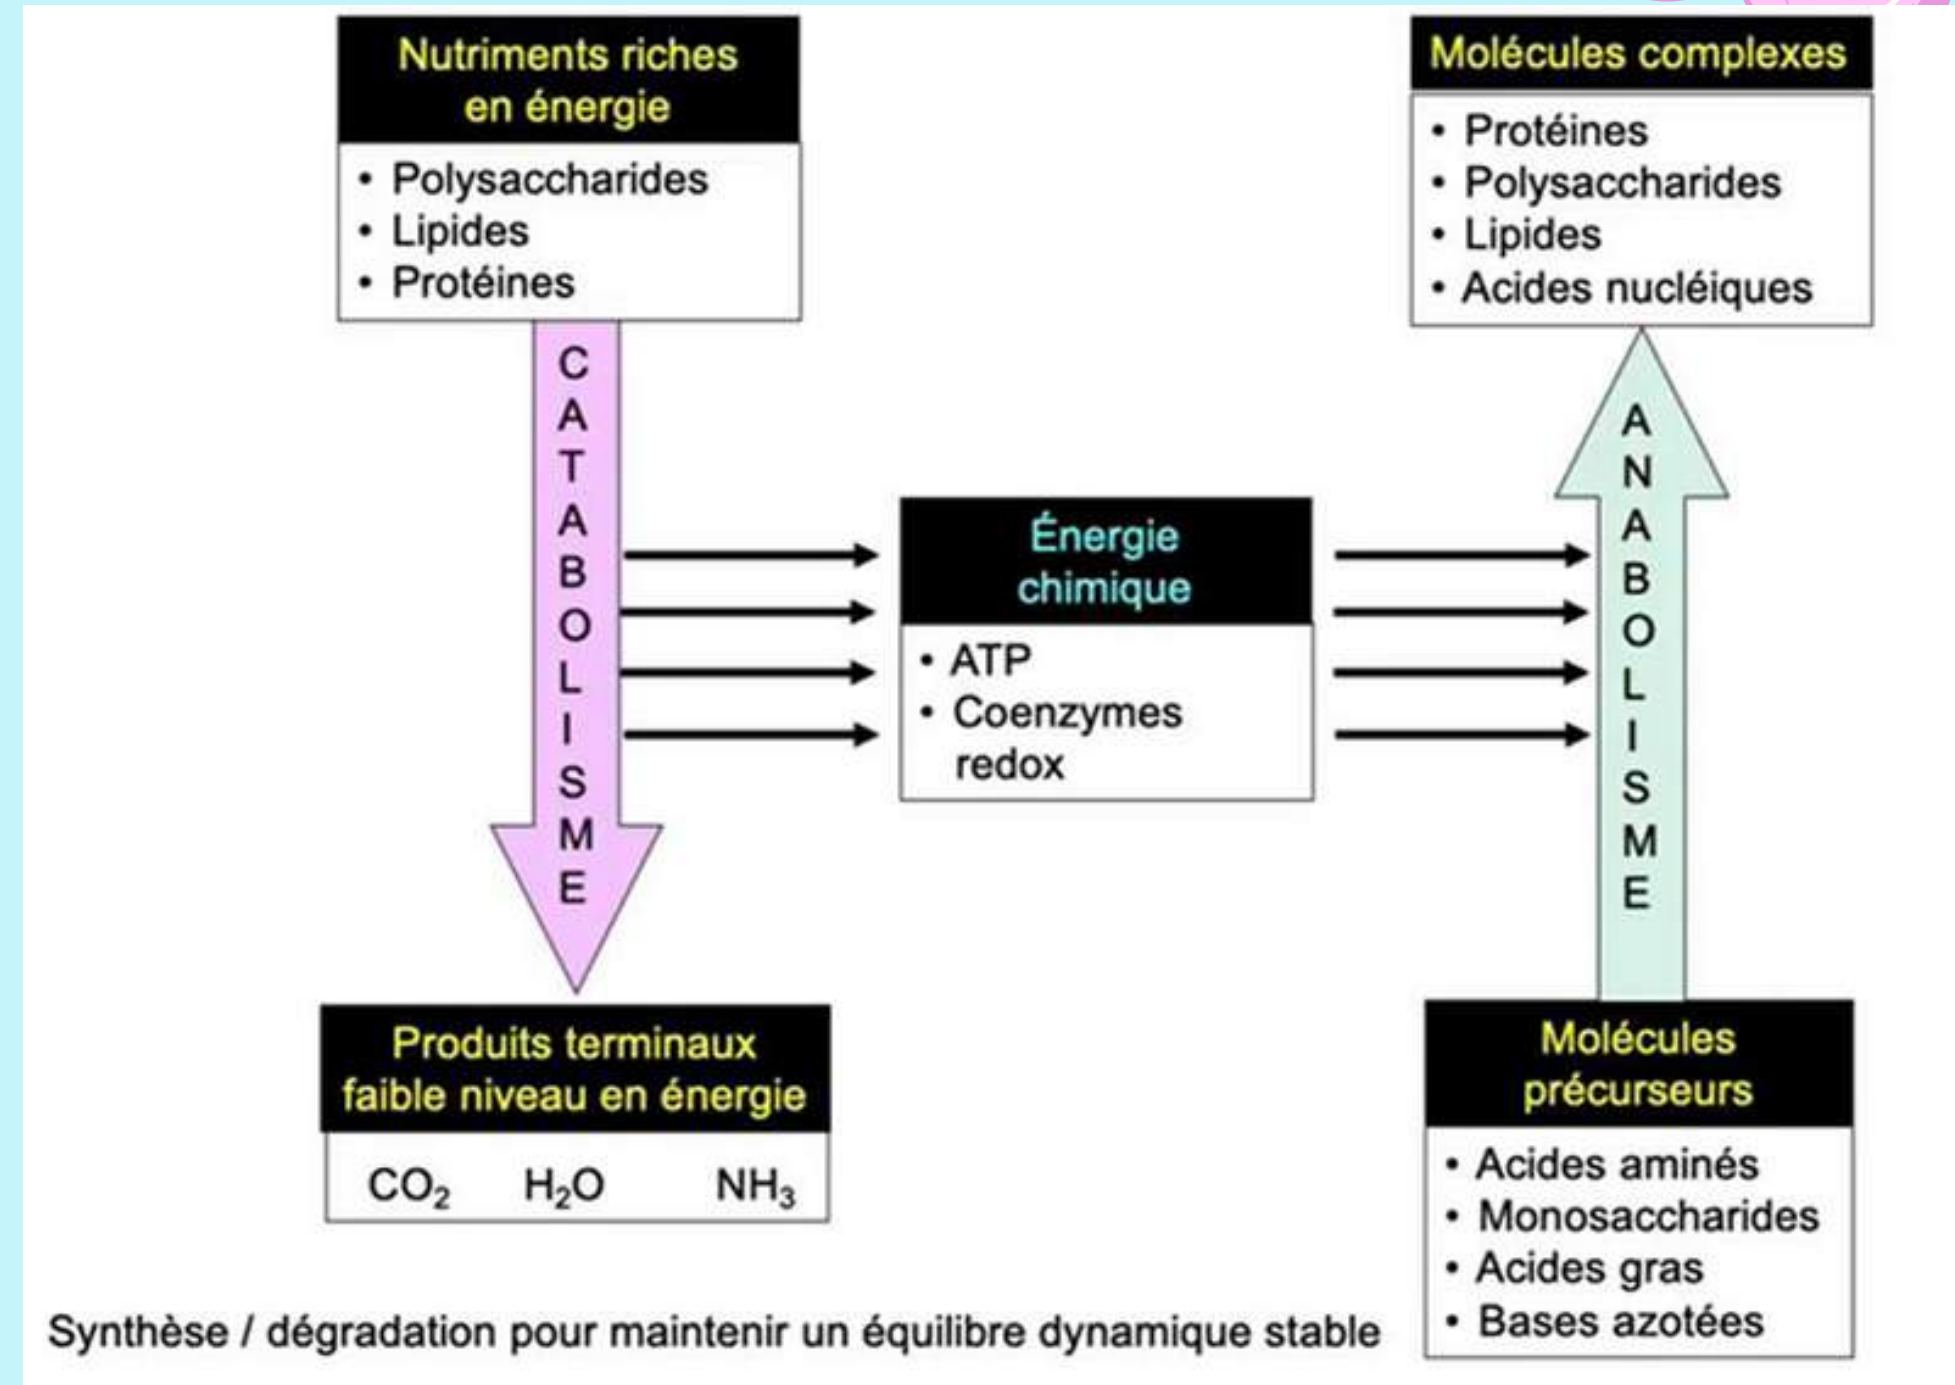 Nutriments riches
en énergie
• Polysaccharides
• Lipides
• Protéines
CATABOLISME
Produits terminaux
faible niveau en énergie
CO₂ H₂O NH₃
Énergie
chimique
• ATP
• Coenzymes
redox
Molécules complexes
• Protéines
• Polysaccharides
• Lipides
• Acides nucléiques
ANABOLISME
Molécules
précurseurs
• Acides aminés
• Monosaccharides
• Acides gras
• Bases azotées
Synthèse / dégradation pour maintenir un équilibre dynamique stable